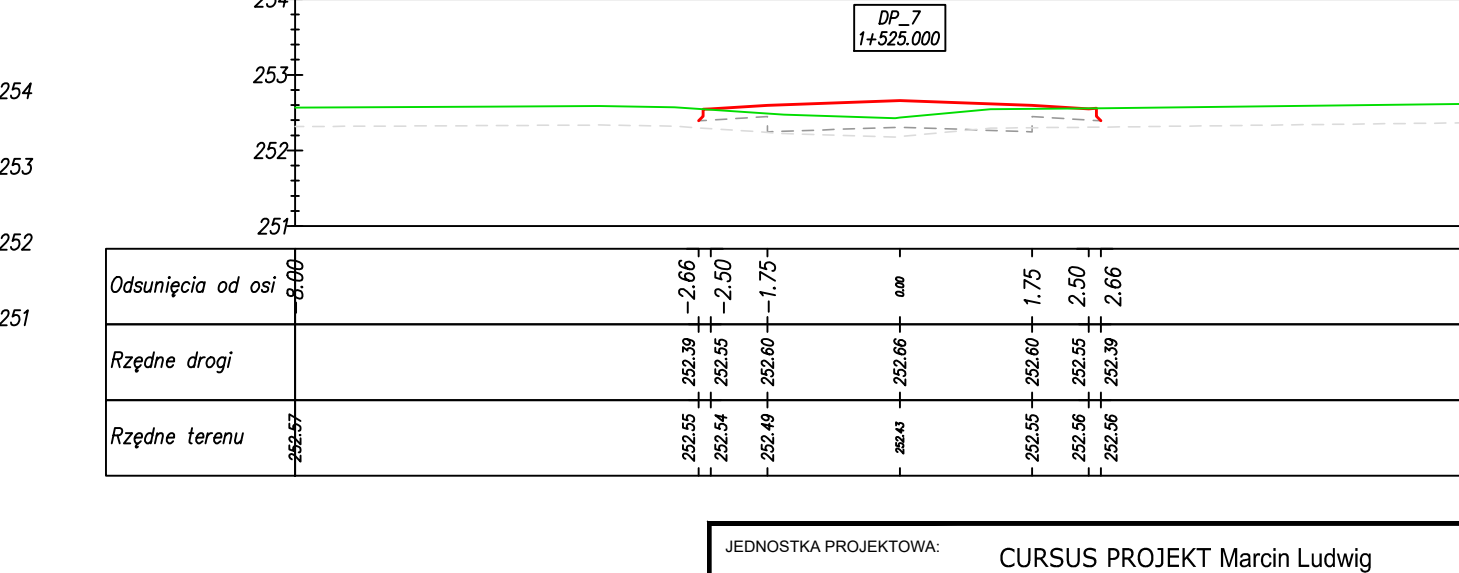 254
DP_7
1+525.000
253
254
252
253
251
252
251
Odsunięcia od osi -8.00 -2.66 -2.50 -1.75 0.00 1.75 2.50 2.66
Rzędne drogi 252.39 252.55 252.60 252.66 252.60 252.55 252.39
Rzędne terenu 252.57 252.55 252.54 252.49 252.43 252.55 252.56 252.56
JEDNOSTKA PROJEKTOWA: CURSUS PROJEKT Marcin Ludwig